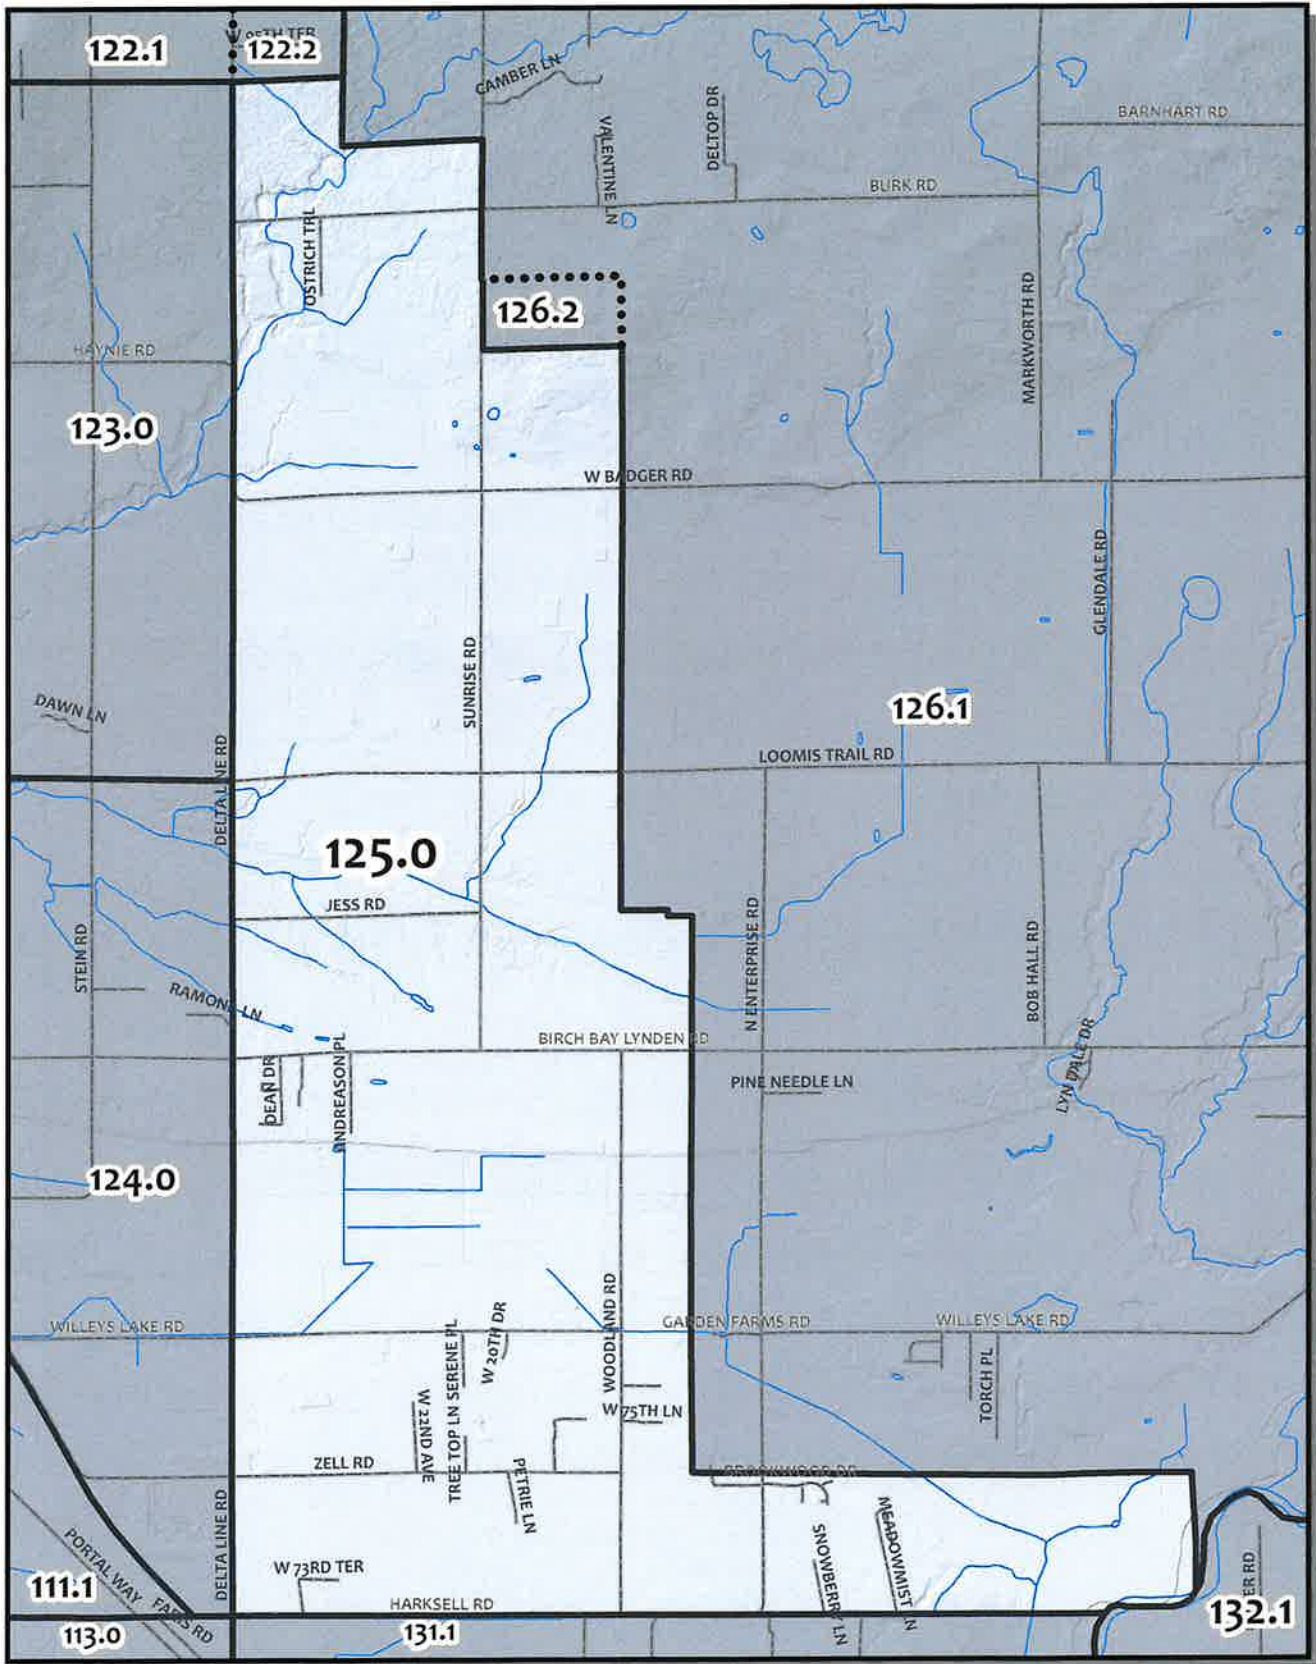 122.1
122.2
CAMBER LN
VALENTINE LN
DELTOP DR
BARNHART RD
BURK RD
OSTRICH TRL
126.2
MARKWORTH RD
HAYNIE RD
123.0
W BADGER RD
GLENDALE RD
SUNRISE RD
DAWN LN
126.1
LOOMIS TRAIL RD
DELTA LINE RD
125.0
JESS RD
STEIN RD
N ENTERPRISE RD
BOB HALL RD
RAMONE LN
BIRCH BAY LYNDEN RD
DEAN DR
ANDREASON PL
PINE NEEDLE LN
LYN DALE DR
124.0
WILLEYS LAKE RD
W 20TH DR
WOODLAND RD
GARDEN FARMS RD
WILLEYS LAKE RD
SERENE PL
TORCH PL
W 22ND AVE
TREE TOP LN
W 75TH LN
ZELL RD
PETRIE LN
BROOKWOOD DR
DELTA LINE RD
PORTAL WAY
SNOWBERRY LN
MEADOWMIST LN
W 73RD TER
111.1
HARKSELL RD
ER RD
132.1
113.0
131.1